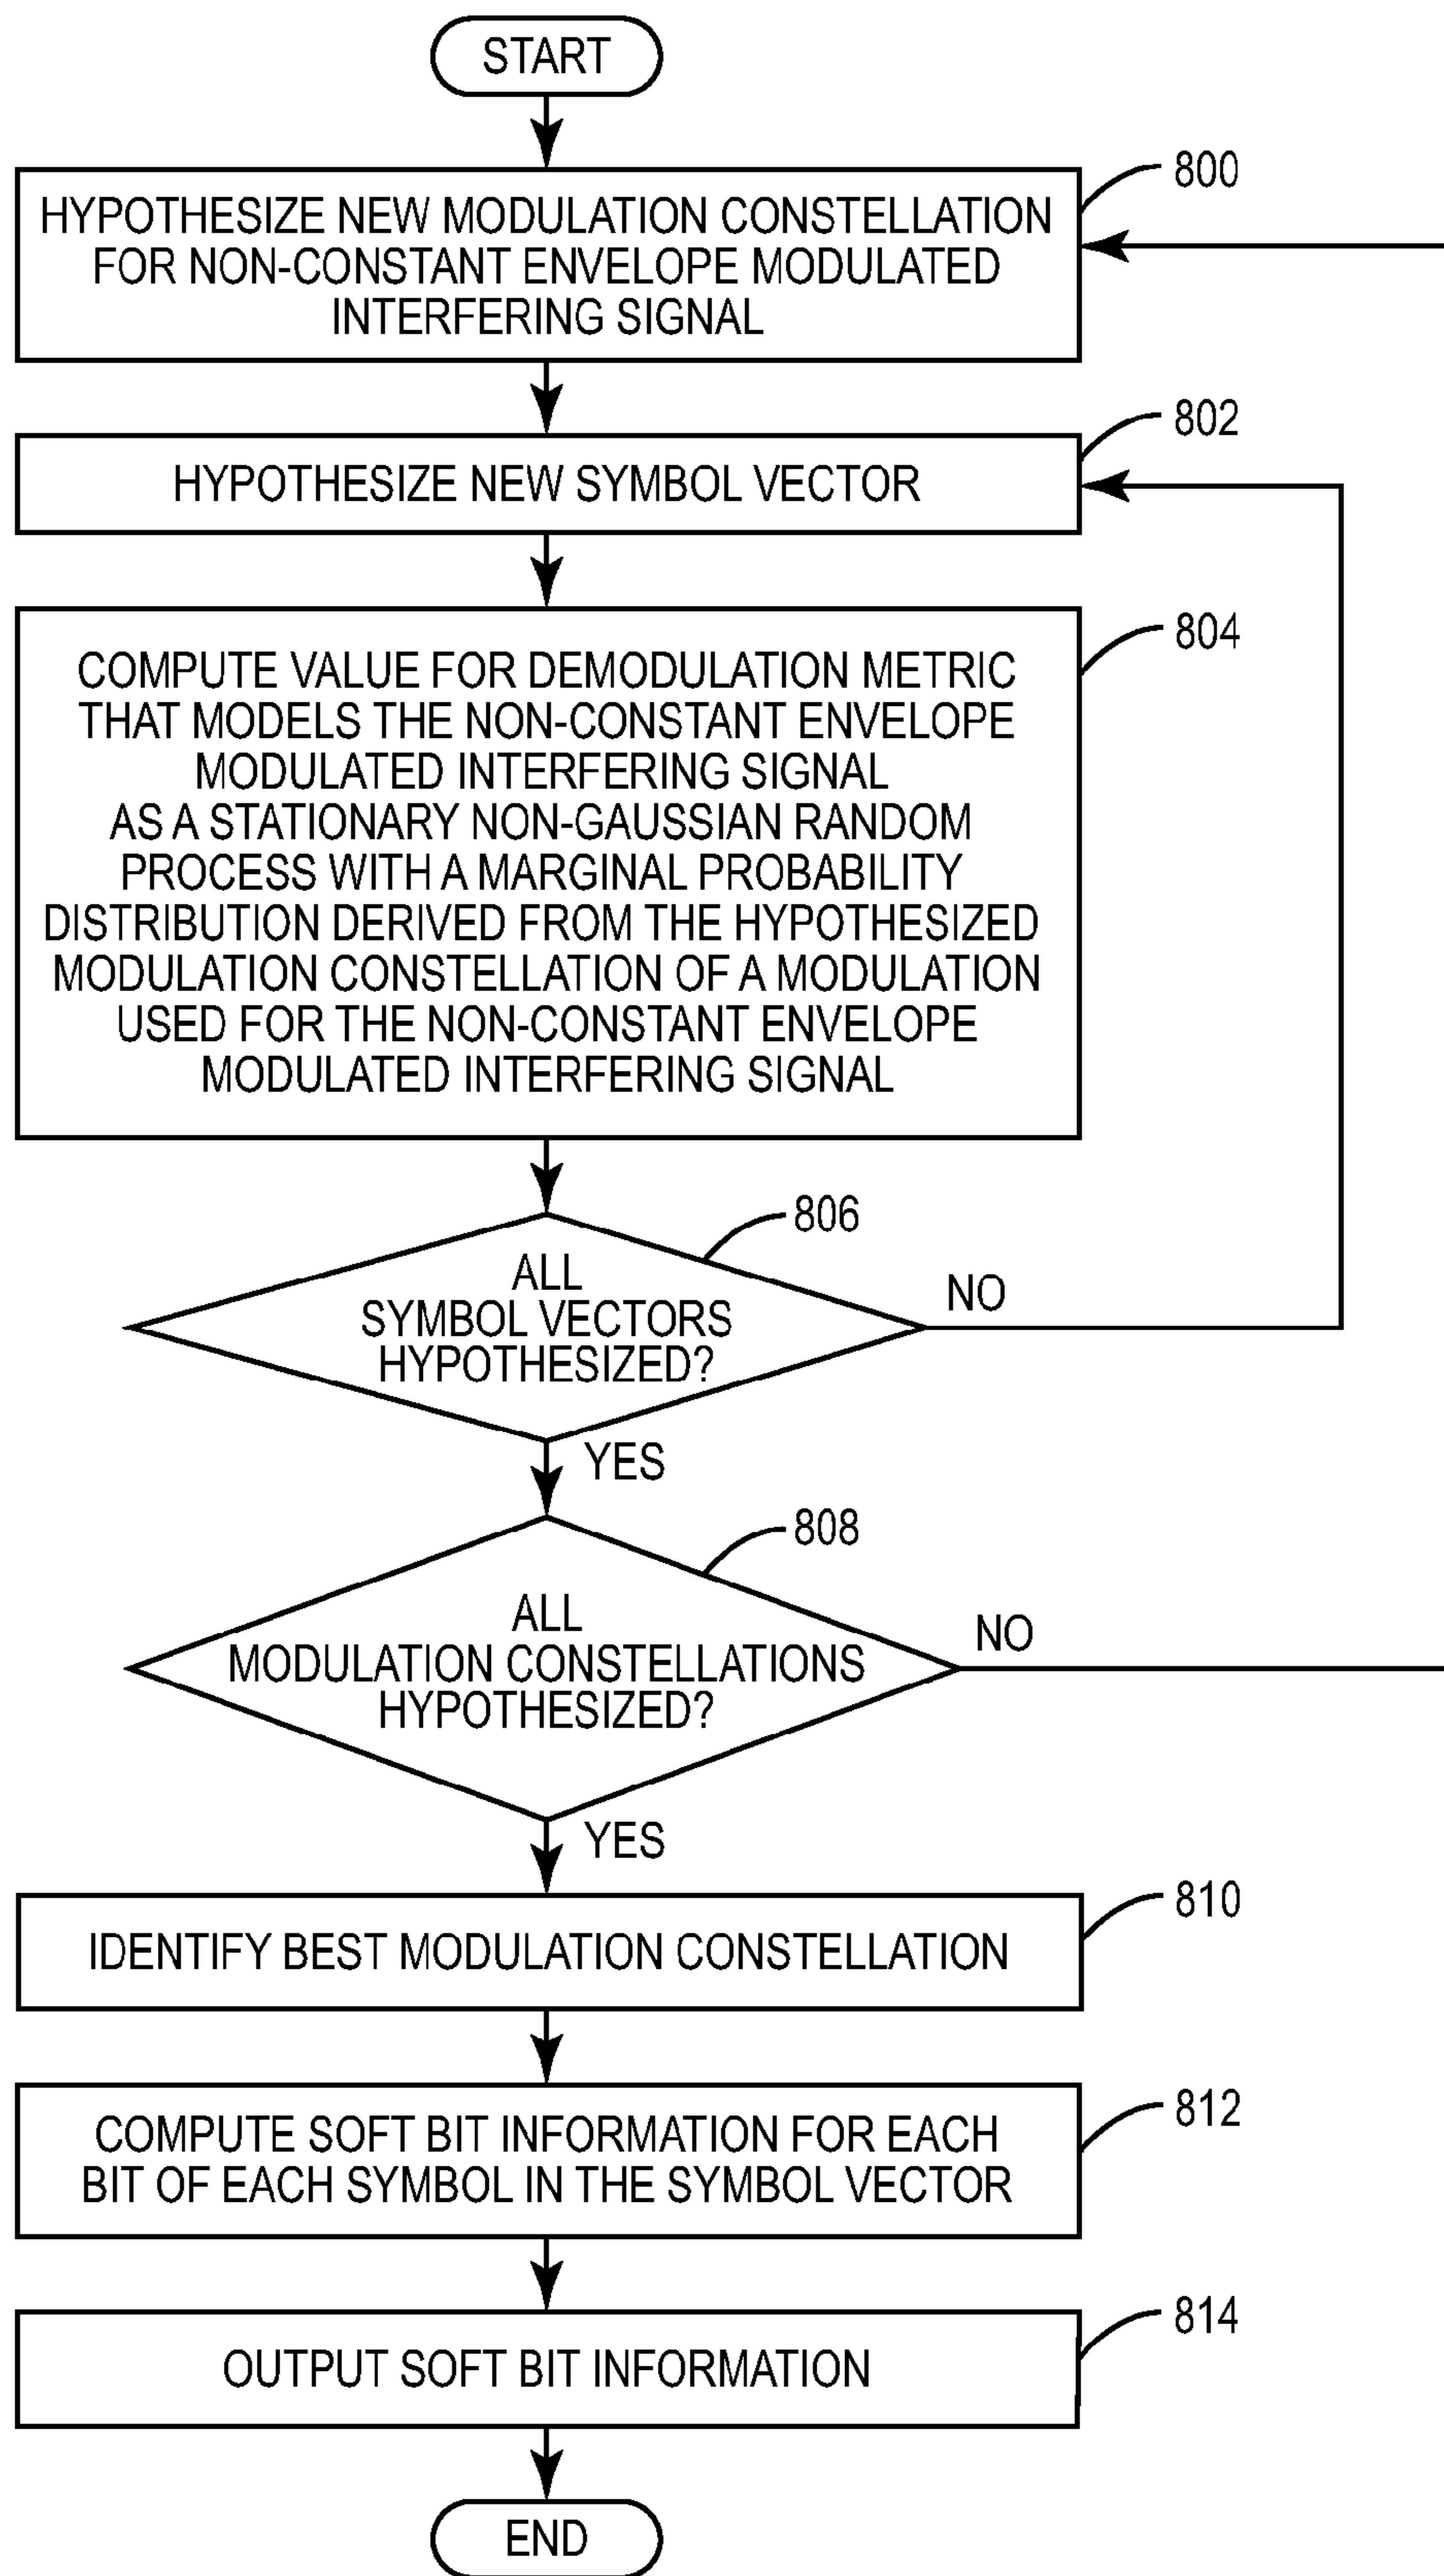 START
800
HYPOTHESIZE NEW MODULATION CONSTELLATION
FOR NON-CONSTANT ENVELOPE MODULATED
INTERFERING SIGNAL
802
HYPOTHESIZE NEW SYMBOL VECTOR
804
COMPUTE VALUE FOR DEMODULATION METRIC
THAT MODELS THE NON-CONSTANT ENVELOPE
MODULATED INTERFERING SIGNAL
AS A STATIONARY NON-GAUSSIAN RANDOM
PROCESS WITH A MARGINAL PROBABILITY
DISTRIBUTION DERIVED FROM THE HYPOTHESIZED
MODULATION CONSTELLATION OF A MODULATION
USED FOR THE NON-CONSTANT ENVELOPE
MODULATED INTERFERING SIGNAL
806
ALL
SYMBOL VECTORS
HYPOTHESIZED?
NO
YES
808
ALL
MODULATION CONSTELLATIONS
HYPOTHESIZED?
NO
YES
810
IDENTIFY BEST MODULATION CONSTELLATION
812
COMPUTE SOFT BIT INFORMATION FOR EACH
BIT OF EACH SYMBOL IN THE SYMBOL VECTOR
814
OUTPUT SOFT BIT INFORMATION
END